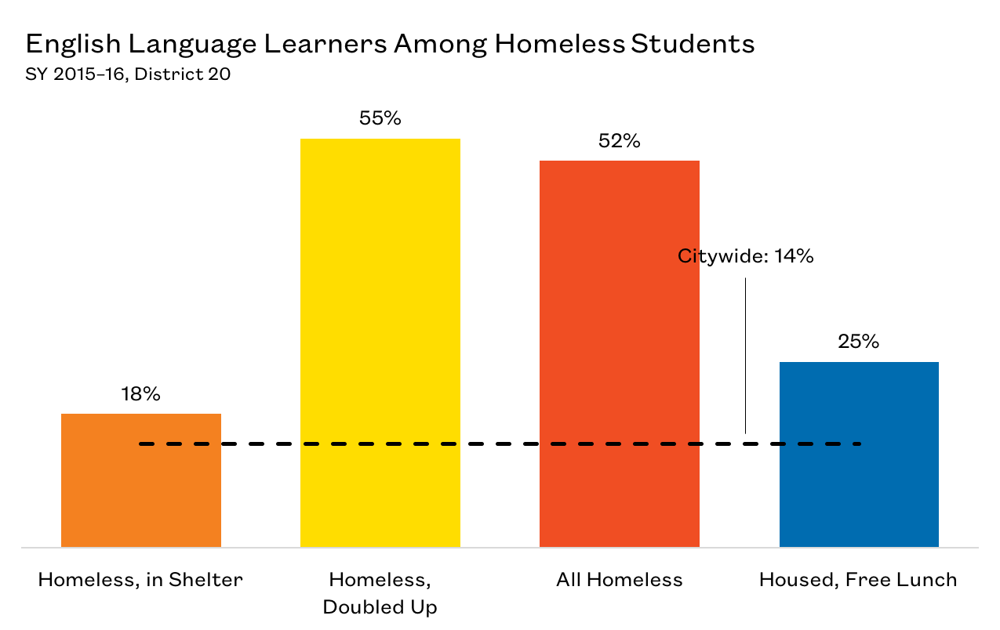 English Language Learners Among Homeless Students
SY 2015–16, District 20
55%
52%
Citywide: 14%
25%
18%
Homeless, in Shelter
Homeless,
Doubled Up
All Homeless
Housed, Free Lunch